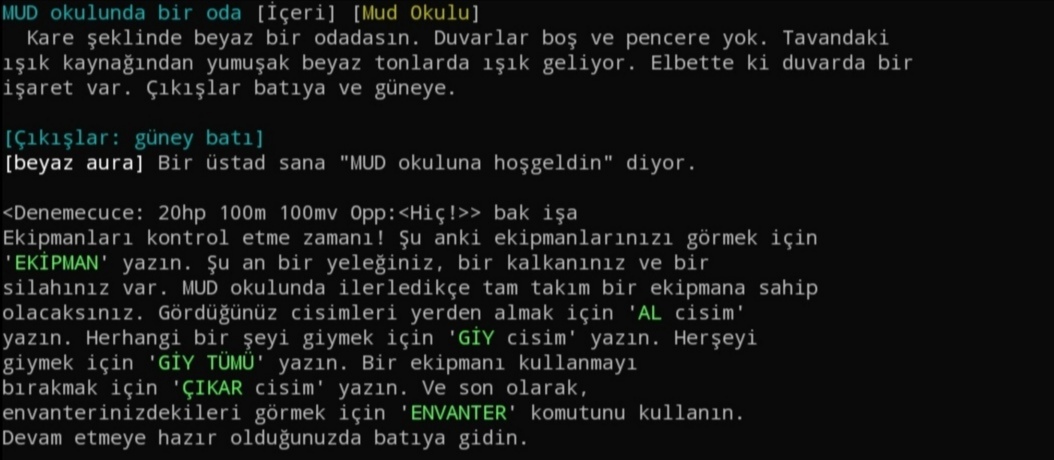 MUD okulunda bir oda [İçeri] [Mud Okulu]
Kare şeklinde beyaz bir odadasın. Duvarlar boş ve pencere yok. Tavandaki
ışık kaynağından yumuşak beyaz tonlarda ışık geliyor. Elbette ki duvarda bir
işaret var. Çıkışlar batıya ve güneye.
[Çıkışlar: güney batı]
[beyaz aura] Bir üstad sana "MUD okuluna hoşgeldin" diyor.
<Denemecuce: 20hp 100m 100mv Opp:<Hiç!>> bak işa
Ekipmanları kontrol etme zamanı! Şu anki ekipmanlarınızı görmek için
'EKİPMAN' yazın. Şu an bir yeleğiniz, bir kalkanınız ve bir
silahınız var. MUD okulunda ilerledikçe tam takım bir ekipmana sahip
olacaksınız. Gördüğünüz cisimleri yerden almak için 'AL cisim'
yazın. Herhangi bir şeyi giymek için 'GİY cisim' yazın. Herşeyi
giymek için 'GİY TÜMÜ' yazın. Bir ekipmanı kullanmayı
bırakmak için 'ÇIKAR cisim' yazın. Ve son olarak,
envanterinizdekileri görmek için 'ENVANTER' komutunu kullanın.
Devam etmeye hazır olduğunuzda batıya gidin.